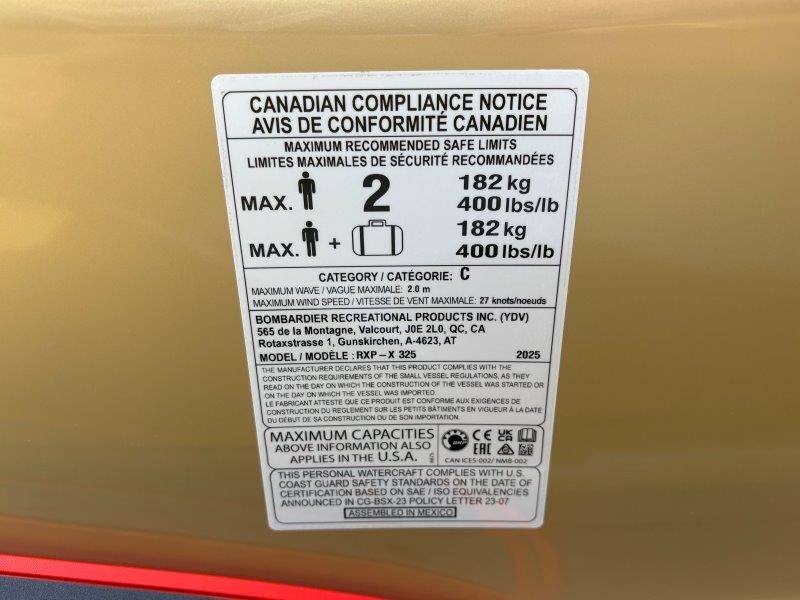 CANADIAN COMPLIANCE NOTICE
AVIS DE CONFORMITÉ CANADIEN
MAXIMUM RECOMMENDED SAFE LIMITS
LIMITES MAXIMALES DE SÉCURITÉ RECOMMANDÉES
MAX. 2 182 kg
400 lbs/lb
MAX. + 182 kg
400 lbs/lb
CATEGORY / CATÉGORIE: C
MAXIMUM WAVE / VAGUE MAXIMALE: 2.0 m
MAXIMUM WIND SPEED / VITESSE DE VENT MAXIMALE: 27 knots/noeuds
BOMBARDIER RECREATIONAL PRODUCTS INC. (YDV)
565 de la Montagne, Valcourt, J0E 2L0, QC, CA
Rotaxstrasse 1, Gunskirchen, A-4623, AT
MODEL / MODÈLE : RXP – X 325 2025
THE MANUFACTURER DECLARES THAT THIS PRODUCT COMPLIES WITH THE
CONSTRUCTION REQUIREMENTS OF THE SMALL VESSEL REGULATIONS, AS THEY
READ ON THE DAY ON WHICH THE CONSTRUCTION OF THE VESSEL WAS STARTED OR
ON THE DAY ON WHICH THE VESSEL WAS IMPORTED.
LE FABRICANT ATTESTE QUE CE PRODUIT EST CONFORME AUX EXIGENCES DE
CONSTRUCTION DU REGLEMENT SUR LES PETITS BÂTIMENTS EN VIGUEUR À LA DATE
DU DÉBUT DE SA CONSTRUCTION OU DE SON IMPORTATION.
MAXIMUM CAPACITIES
ABOVE INFORMATION ALSO
APPLIES IN THE U.S.A.
brp CE UK CA
EAC
CAN ICES-002/ NMB-002
THIS PERSONAL WATERCRAFT COMPLIES WITH U.S.
COAST GUARD SAFETY STANDARDS ON THE DATE OF
CERTIFICATION BASED ON SAE / ISO EQUIVALENCIES
ANNOUNCED IN CG-BSX-23 POLICY LETTER 23-07
ASSEMBLED IN MEXICO